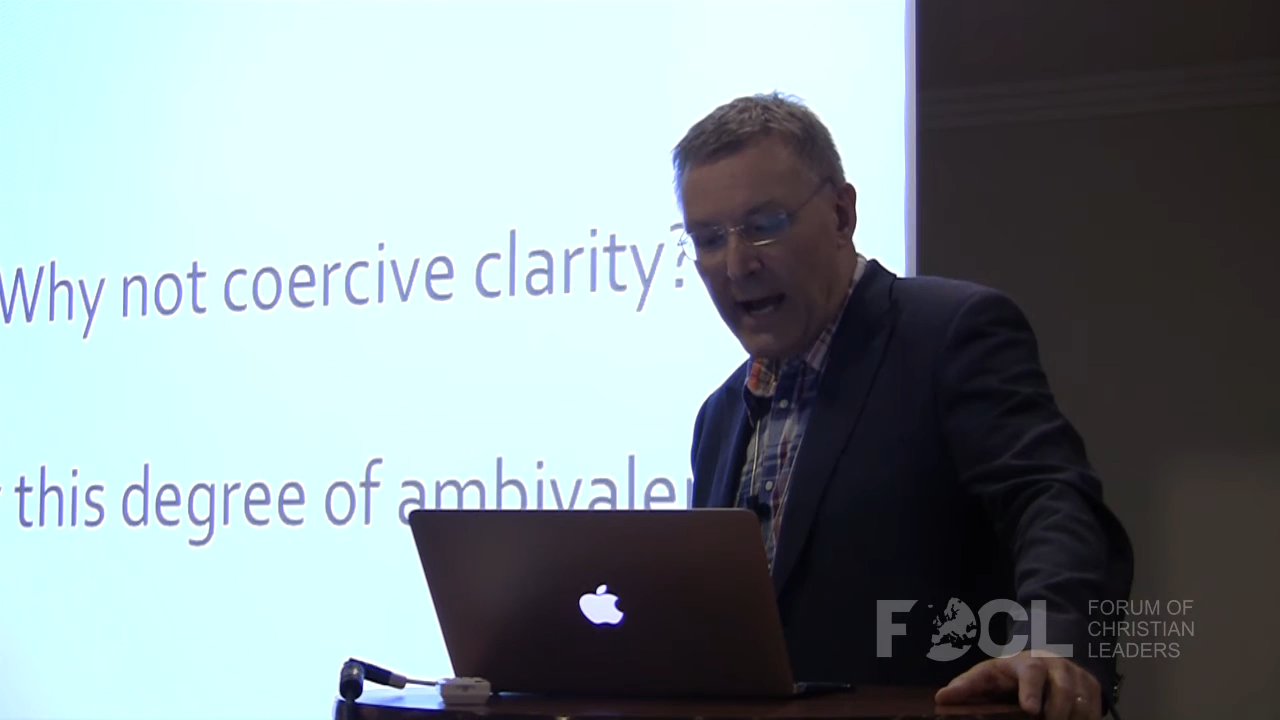 Why not coercive clarity?
this degree of
FOCL
FORUM OF
CHRISTIAN
LEADERS